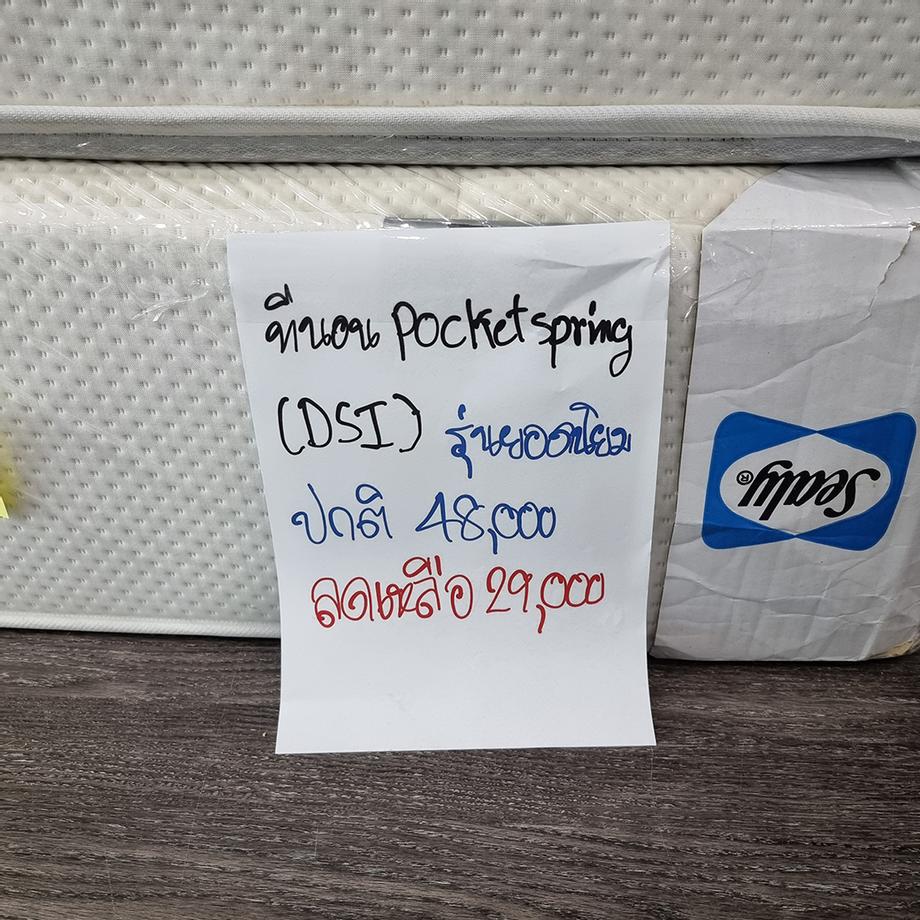 ที่นอน pocketspring
(DSI) รุ่นยอดนิยม
ปกติ 48,000
ลดเหลือ 29,000
Sealy®